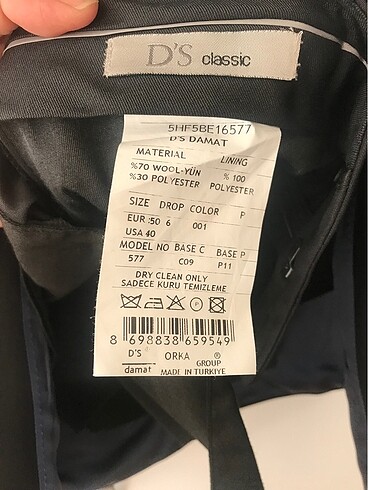 D'S classic
5HF5BE16577
D'S DAMAT
MATERIAL LINING
%70 WOOL-YÜN % 100
%30 POLYESTER POLYESTER
SIZE DROP COLOR P
EUR 50 6 001
USA 40
MODEL NO BASE C BASE P
577 C09 P11
DRY CLEAN ONLY
SADECE KURU TEMIZLEME
P
8 698838 659549
D'S ORKA ®
damat GROUP
MADE IN TURKIYE